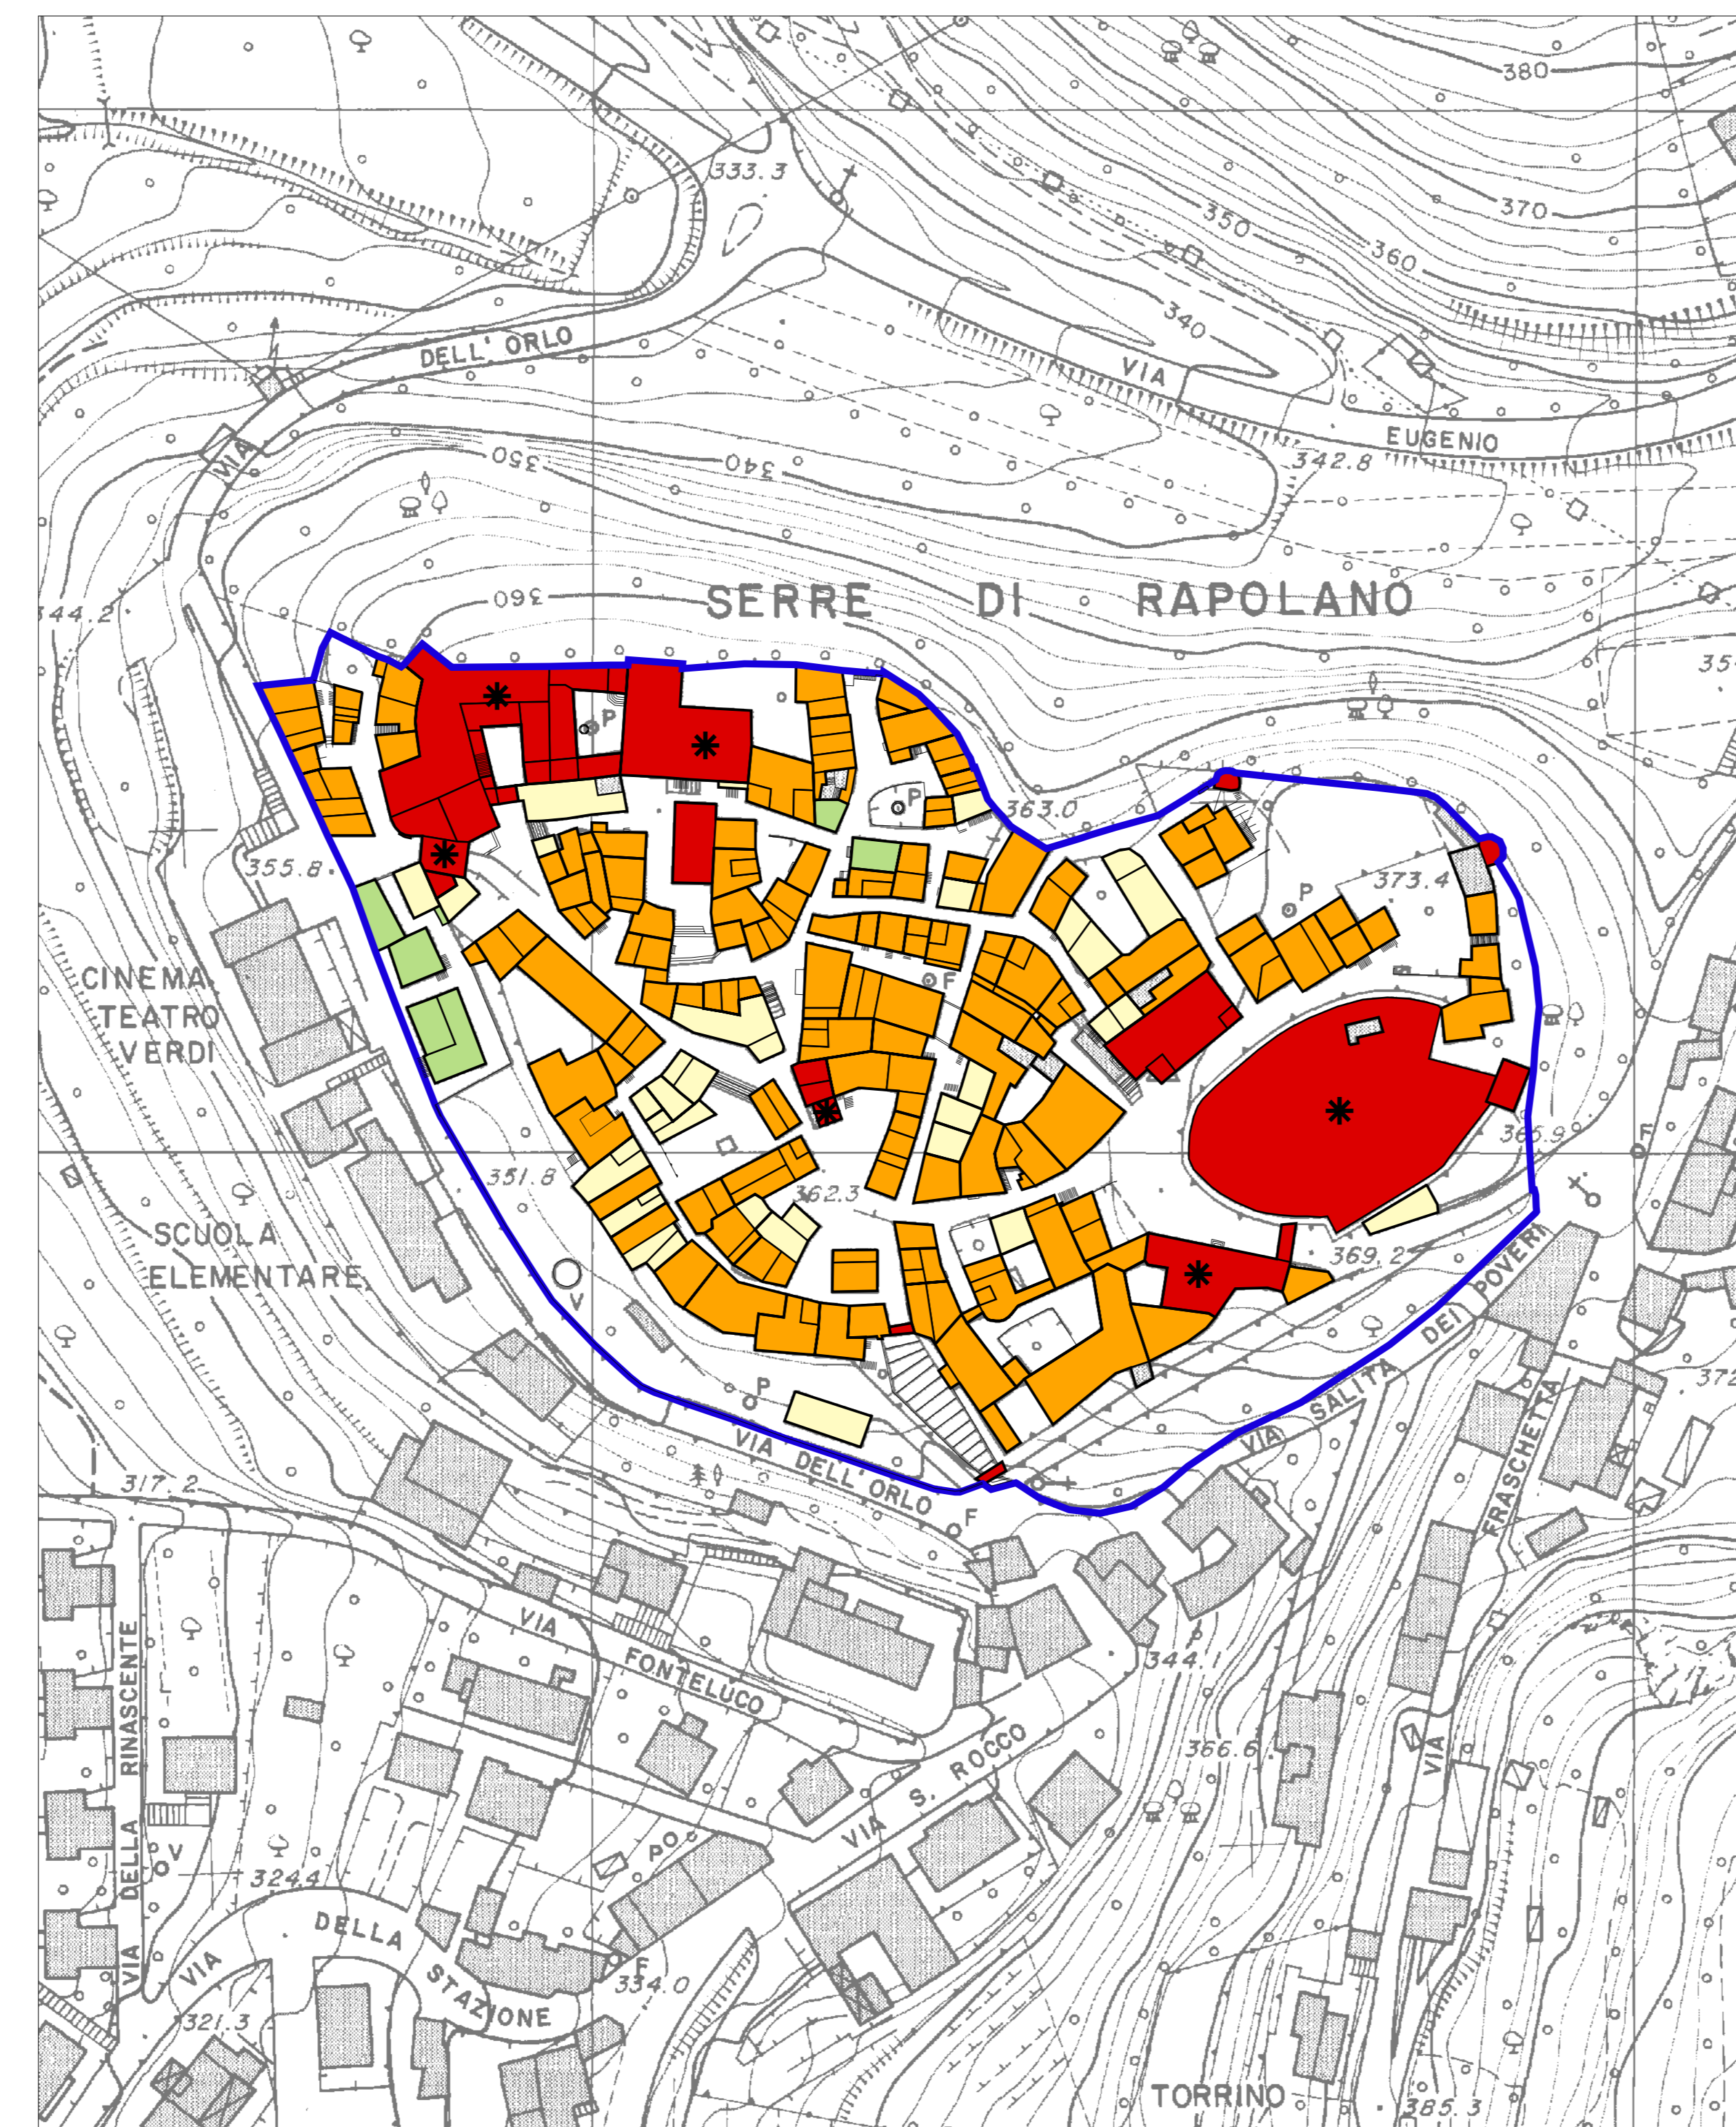 380
333.3
370
350
360
340
DELL' ORLO
VIA
EUGENIO
VIA
350
340
342.8
SERRE DI RAPOLANO
360
344.2
35
P
363.0
P
355.8
373.4
P
CINEMA
TEATRO
VERDI
F
365.9
F
351.8
362.3
SCUOLA
ELEMENTARE
369.2
V
VIA SALITA DEI POVERI
P
372
VIA DELL' ORLO
F
317.2
VIA FRASCHETTA
VIA FONTELUCO
344.1
366.6
VIA S. ROCCO
VIA DELLA RINASCENTE
V
PO
324.4
VIA DELLA STAZIONE
F
334.0
321.3
TORRINO
385.3